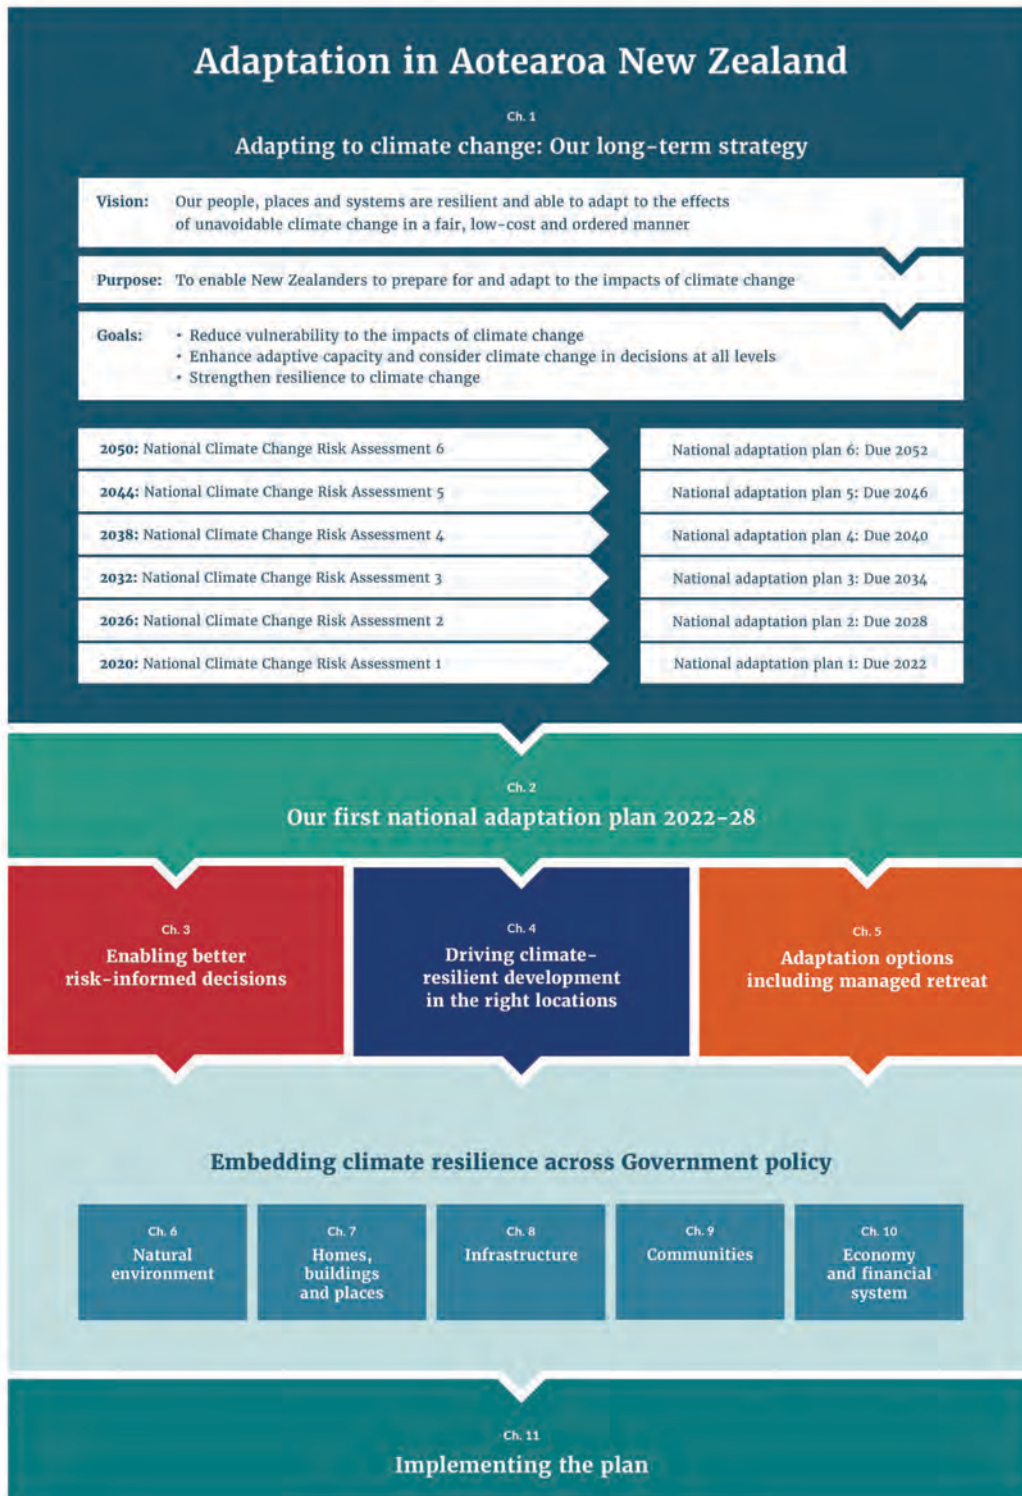 Adaptation in Aotearoa New Zealand
Ch. 1
Adapting to climate change: Our long-term strategy
Vision: Our people, places and systems are resilient and able to adapt to the effects
of unavoidable climate change in a fair, low-cost and ordered manner
Purpose: To enable New Zealanders to prepare for and adapt to the impacts of climate change
Goals: • Reduce vulnerability to the impacts of climate change
• Enhance adaptive capacity and consider climate change in decisions at all levels
• Strengthen resilience to climate change
2050: National Climate Change Risk Assessment 6
National adaptation plan 6: Due 2052
2044: National Climate Change Risk Assessment 5
National adaptation plan 5: Due 2046
2038: National Climate Change Risk Assessment 4
National adaptation plan 4: Due 2040
2032: National Climate Change Risk Assessment 3
National adaptation plan 3: Due 2034
2026: National Climate Change Risk Assessment 2
National adaptation plan 2: Due 2028
2020: National Climate Change Risk Assessment 1
National adaptation plan 1: Due 2022
Ch. 2
Our first national adaptation plan 2022-28
Ch. 3
Enabling better
risk-informed decisions
Ch. 4
Driving climate-
resilient development
in the right locations
Ch. 5
Adaptation options
including managed retreat
Embedding climate resilience across Government policy
Ch. 6
Natural
environment
Ch. 7
Homes,
buildings
and places
Ch. 8
Infrastructure
Ch. 9
Communities
Ch. 10
Economy
and financial
system
Ch. 11
Implementing the plan